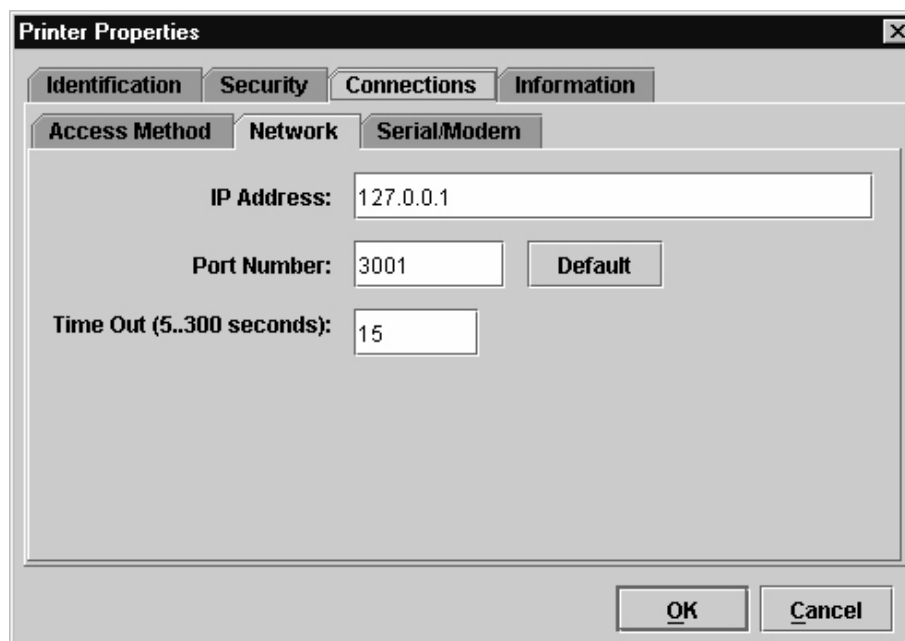 Printer Properties
Identification Security Connections Information
Access Method Network Serial/Modem
IP Address: 127.0.0.1
Port Number: 3001 Default
Time Out (5..300 seconds): 15
OK Cancel